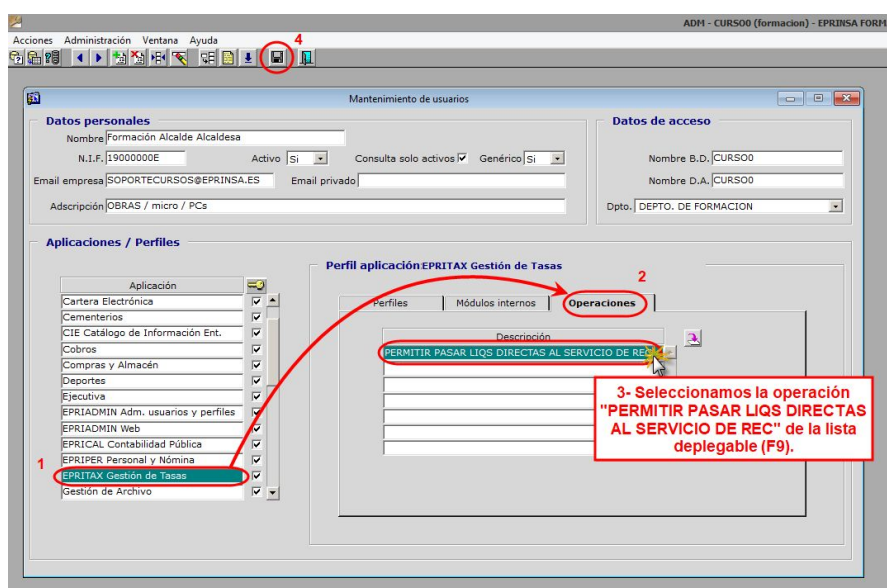 ADM - CURSO0 (formacion) - EPRINSA FORM
Acciones Administración Ventana Ayuda
4
Mantenimiento de usuarios
Datos personales
Nombre Formación Alcalde Alcaldesa
N.I.F. 19000000E Activo Si Consulta solo activos Genérico Si
Email empresa SOPORTECURSOS@EPRINSA.ES Email privado
Adscripción OBRAS / micro / PCs
Datos de acceso
Nombre B.D. CURSO0
Nombre D.A. CURSO0
Dpto. DEPTO. DE FORMACION
Aplicaciones / Perfiles
Aplicación
Cartera Electrónica
Cementerios
CIE Catálogo de Información Ent.
Cobros
Compras y Almacén
Deportes
Ejecutiva
EPRIADMIN Adm. usuarios y perfiles
EPRIADMIN Web
EPRICAL Contabilidad Pública
EPRIPER Personal y Nómina
1
EPRITAX Gestión de Tasas
Gestión de Archivo
Perfil aplicación:EPRITAX Gestión de Tasas
2
Perfiles Módulos internos Operaciones
Descripción
PERMITIR PASAR LIQS DIRECTAS AL SERVICIO DE REC
3- Seleccionamos la operación
"PERMITIR PASAR LIQS DIRECTAS
AL SERVICIO DE REC" de la lista
deplegable (F9).